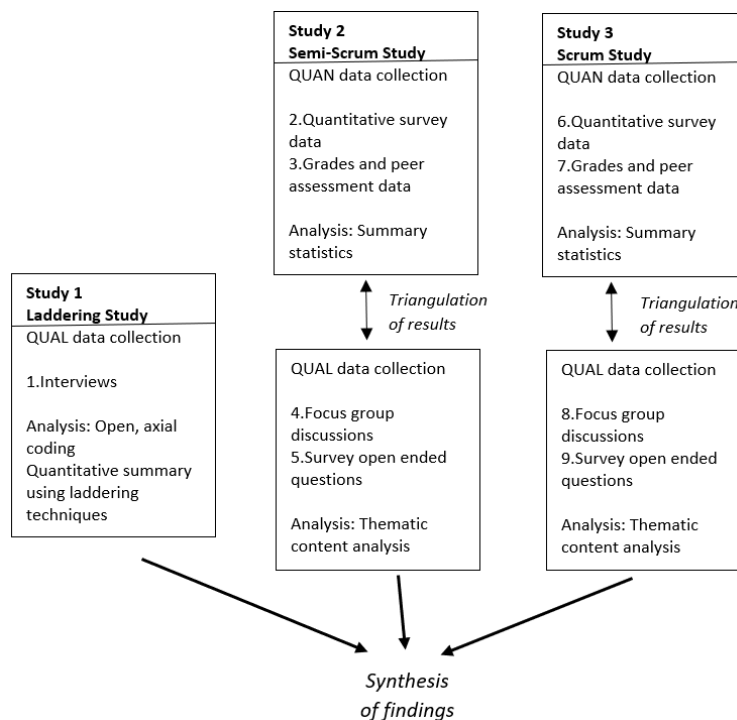 Study 2
Semi-Scrum Study
QUAN data collection
2.Quantitative survey
data
3.Grades and peer
assessment data
Analysis: Summary
statistics
Study 3
Scrum Study
QUAN data collection
6.Quantitative survey
data
7.Grades and peer
assessment data
Analysis: Summary
statistics
Triangulation
of results
Triangulation
of results
Study 1
Laddering Study
QUAL data collection
1.Interviews
Analysis: Open, axial
coding
Quantitative summary
using laddering
techniques
QUAL data collection
4.Focus group
discussions
5.Survey open ended
questions
Analysis: Thematic
content analysis
QUAL data collection
8.Focus group
discussions
9.Survey open ended
questions
Analysis: Thematic
content analysis
Synthesis
of findings